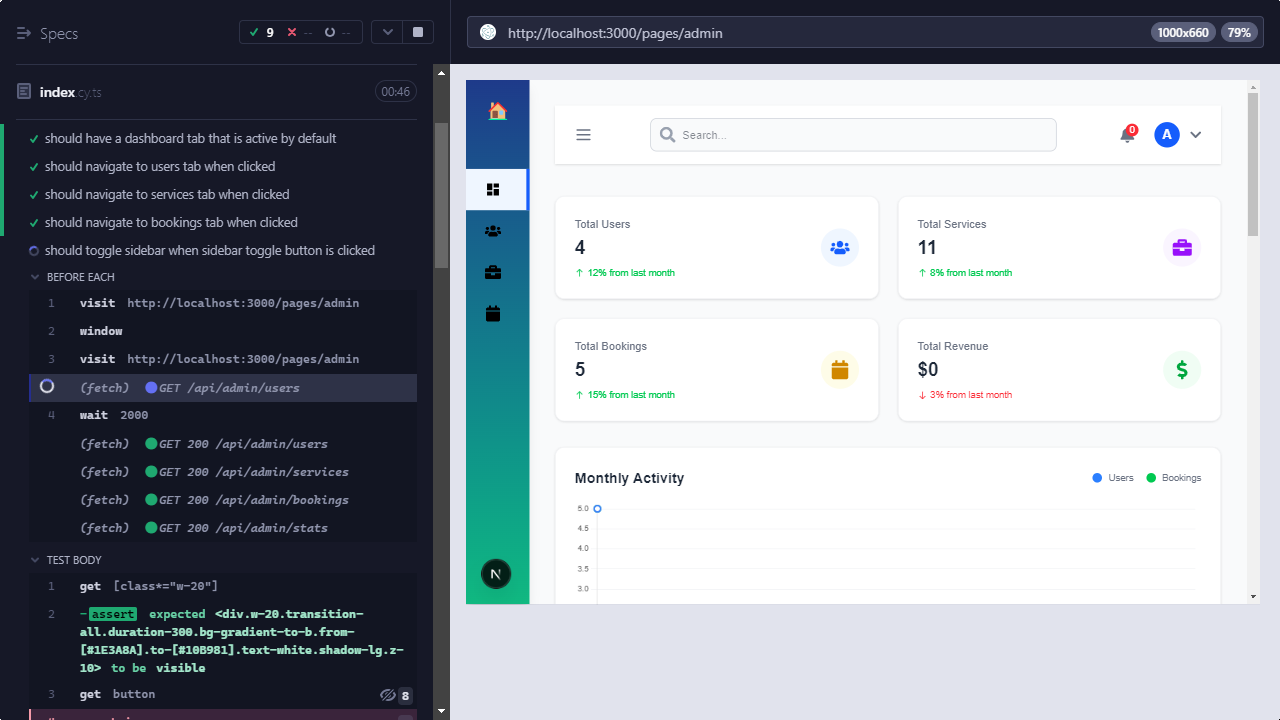 Specs
9
--
--
index.cy.ts
00:46
should have a dashboard tab that is active by default
should navigate to users tab when clicked
should navigate to services tab when clicked
should navigate to bookings tab when clicked
should toggle sidebar when sidebar toggle button is clicked
BEFORE EACH
1 visit http://localhost:3000/pages/admin
2 window
3 visit http://localhost:3000/pages/admin
(fetch) GET /api/admin/users
4 wait 2000
(fetch) GET 200 /api/admin/users
(fetch) GET 200 /api/admin/services
(fetch) GET 200 /api/admin/bookings
(fetch) GET 200 /api/admin/stats
TEST BODY
1 get [class*="w-20"]
2 -assert expected <div.w-20.transition-
all.duration-300.bg-gradient-to-b.from-
[#1E3A8A].to-[#10B981].text-white.shadow-lg.z-
10> to be visible
3 get button 8
http://localhost:3000/pages/admin
1000x660
79%
Search...
0
A
Total Users
4
↑ 12% from last month
Total Services
11
↑ 8% from last month
Total Bookings
5
↑ 15% from last month
Total Revenue
$0
$
↓ 3% from last month
Monthly Activity
Users
Bookings
5.0
4.5
4.0
3.5
3.0
N